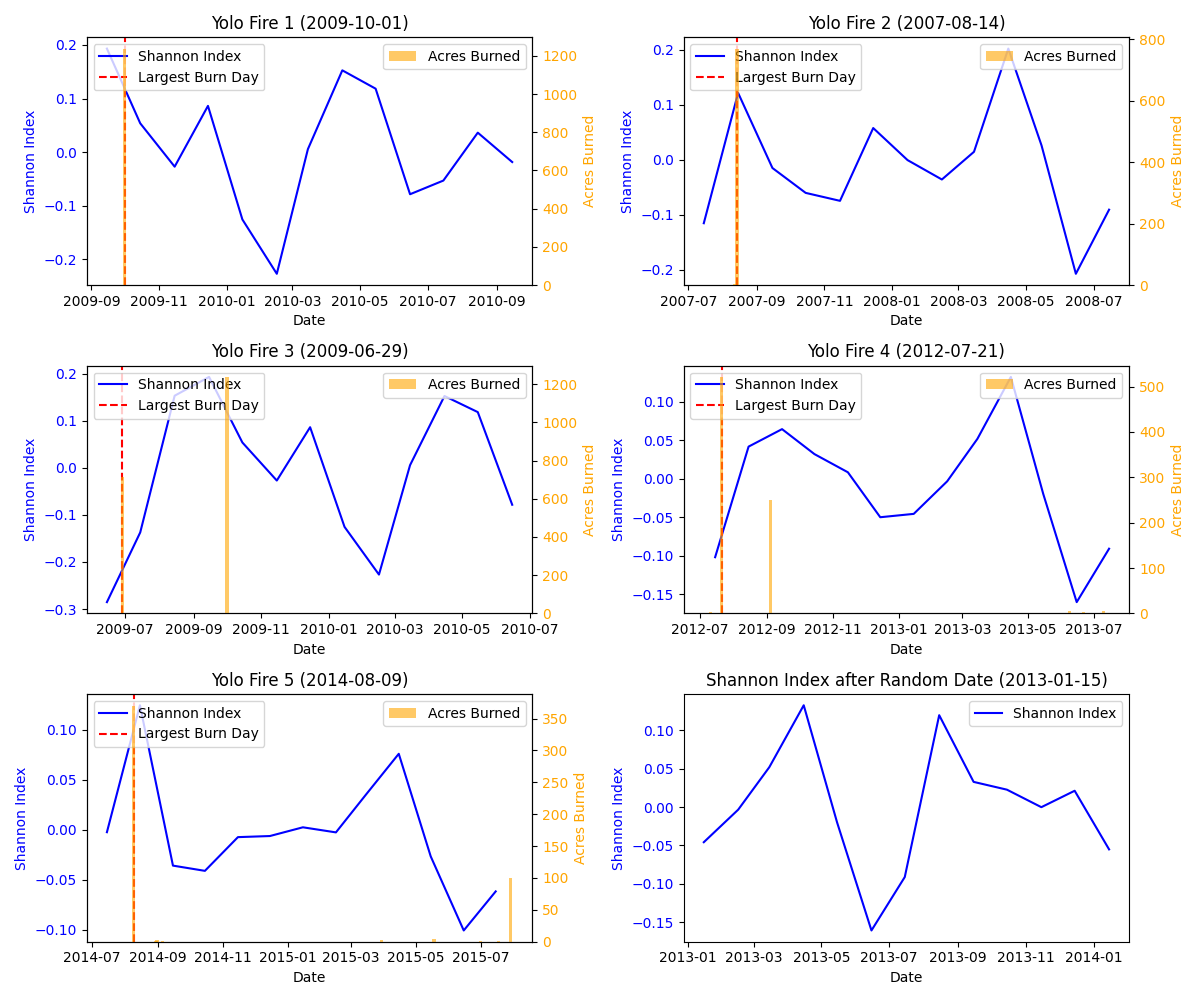 Yolo Fire 1 (2009-10-01)
Shannon Index
Largest Burn Day
Acres Burned
0.2
0.1
0.0
−0.1
−0.2
Shannon Index
1200
1000
800
600
400
200
0
Acres Burned
2009-09 2009-11 2010-01 2010-03 2010-05 2010-07 2010-09
Date
Yolo Fire 2 (2007-08-14)
Shannon Index
Largest Burn Day
Acres Burned
0.2
0.1
0.0
−0.1
−0.2
Shannon Index
800
600
400
200
0
Acres Burned
2007-07 2007-09 2007-11 2008-01 2008-03 2008-05 2008-07
Date
Yolo Fire 3 (2009-06-29)
Shannon Index
Largest Burn Day
Acres Burned
0.2
0.1
0.0
−0.1
−0.2
−0.3
Shannon Index
1200
1000
800
600
400
200
0
Acres Burned
2009-07 2009-09 2009-11 2010-01 2010-03 2010-05 2010-07
Date
Yolo Fire 4 (2012-07-21)
Shannon Index
Largest Burn Day
Acres Burned
0.10
0.05
0.00
−0.05
−0.10
−0.15
Shannon Index
500
400
300
200
100
0
Acres Burned
2012-07 2012-09 2012-11 2013-01 2013-03 2013-05 2013-07
Date
Yolo Fire 5 (2014-08-09)
Shannon Index
Largest Burn Day
Acres Burned
0.10
0.05
0.00
−0.05
−0.10
Shannon Index
350
300
250
200
150
100
50
0
Acres Burned
2014-07 2014-09 2014-11 2015-01 2015-03 2015-05 2015-07
Date
Shannon Index after Random Date (2013-01-15)
Shannon Index
0.10
0.05
0.00
−0.05
−0.10
−0.15
Shannon Index
2013-01 2013-03 2013-05 2013-07 2013-09 2013-11 2014-01
Date